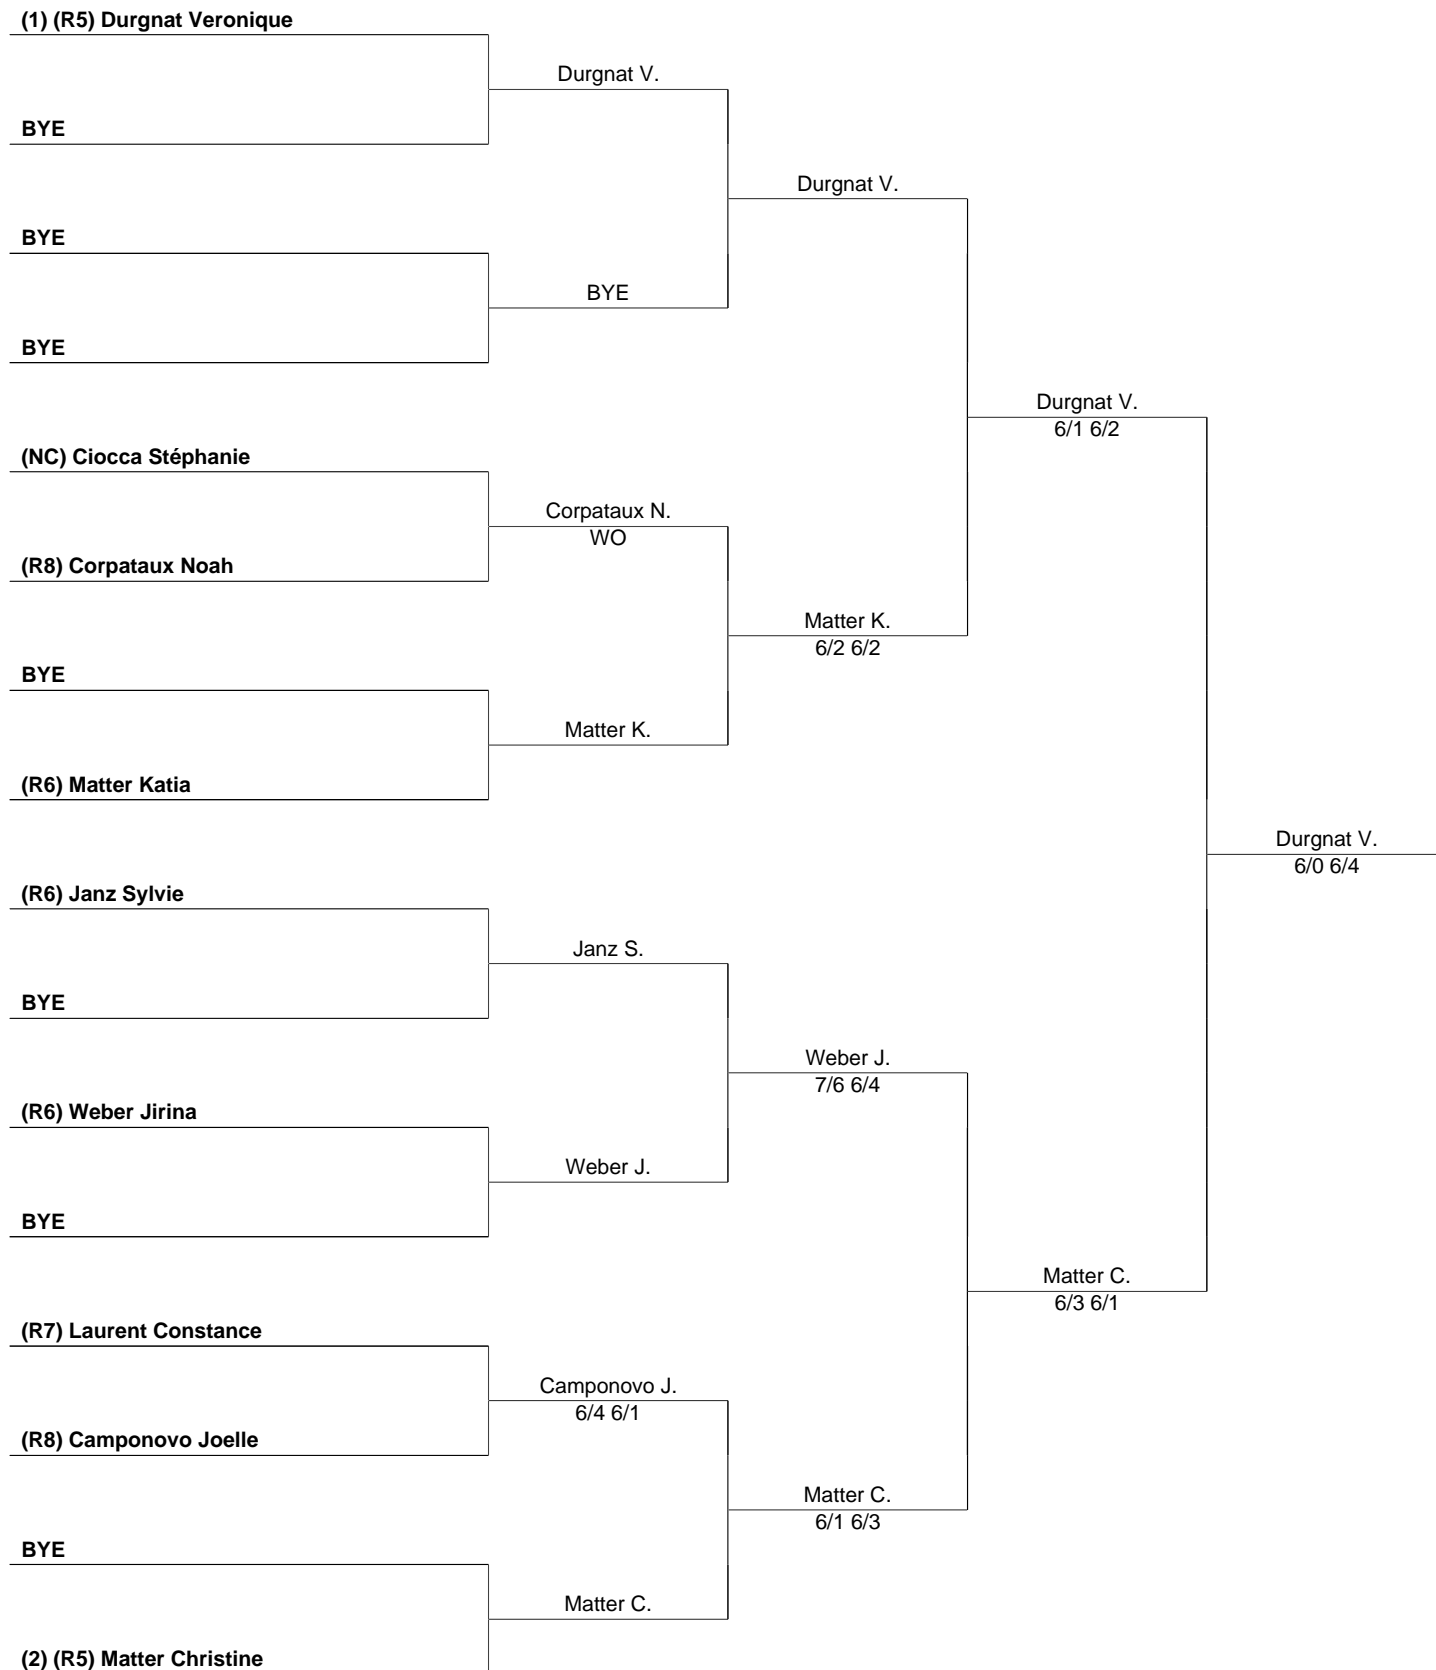 (1) (R5) Durgnat Veronique
Durgnat V.
BYE
Durgnat V.
BYE
BYE
BYE
Durgnat V.
6/1 6/2
(NC) Ciocca Stéphanie
Corpataux N.
WO
(R8) Corpataux Noah
Matter K.
6/2 6/2
BYE
Matter K.
(R6) Matter Katia
Durgnat V.
6/0 6/4
(R6) Janz Sylvie
Janz S.
BYE
Weber J.
7/6 6/4
(R6) Weber Jirina
Weber J.
BYE
Matter C.
6/3 6/1
(R7) Laurent Constance
Camponovo J.
6/4 6/1
(R8) Camponovo Joelle
Matter C.
6/1 6/3
BYE
Matter C.
(2) (R5) Matter Christine